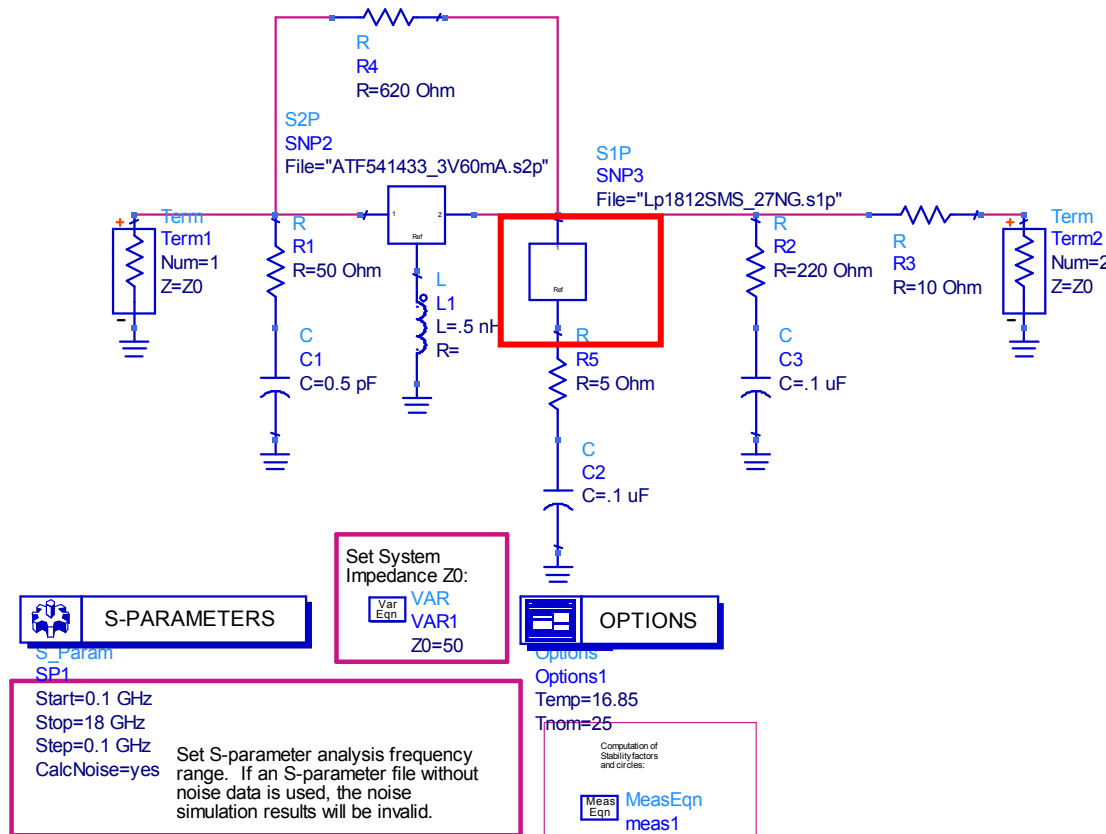 R
R4
R=620 Ohm
S2P
SNP2
File="ATF541433_3V60mA.s2p"
S1P
SNP3
File="Lp1812SMS_27NG.s1p"
+
Term
Term1
Num=1
Z=Z0
-
R
R1
R=50 Ohm
1
2
Ref
L
L1
L=.5 nH
R=
1
Ref
R
R2
R=220 Ohm
R
R3
R=10 Ohm
+
Term
Term2
Num=2
Z=Z0
-
C
C1
C=0.5 pF
R
R5
R=5 Ohm
C
C3
C=.1 uF
C
C2
C=.1 uF
Set System
Impedance Z0:
Var
Eqn
VAR
VAR1
Z0=50
S-PARAMETERS
S_Param
SP1
Start=0.1 GHz
Stop=18 GHz
Step=0.1 GHz
CalcNoise=yes
Set S-parameter analysis frequency
range. If an S-parameter file without
noise data is used, the noise
simulation results will be invalid.
OPTIONS
Options
Options1
Temp=16.85
Tnom=25
Computation of
Stability factors
and circles:
Meas
Eqn
MeasEqn
meas1